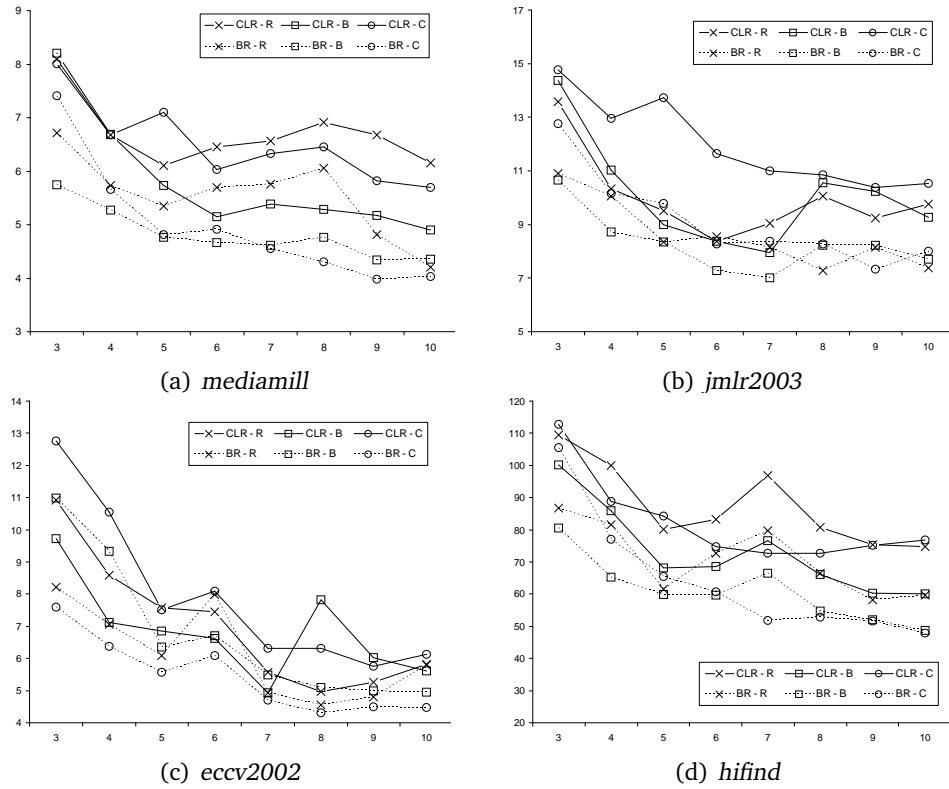 CLR - R CLR - B CLR - C
BR - R BR - B BR - C
9
8
7
6
5
4
3
3 4 5 6 7 8 9 10
(a) mediamill
CLR - R CLR - B CLR - C
BR - R BR - B BR - C
17
15
13
11
9
7
5
3 4 5 6 7 8 9 10
(b) jmlr2003
CLR - R CLR - B CLR - C
BR - R BR - B BR - C
14
13
12
11
10
9
8
7
6
5
4
3 4 5 6 7 8 9 10
(c) eccv2002
120
110
100
90
80
70
60
50
40
30
20
CLR - R CLR - B CLR - C
BR - R BR - B BR - C
3 4 5 6 7 8 9 10
(d) hifind